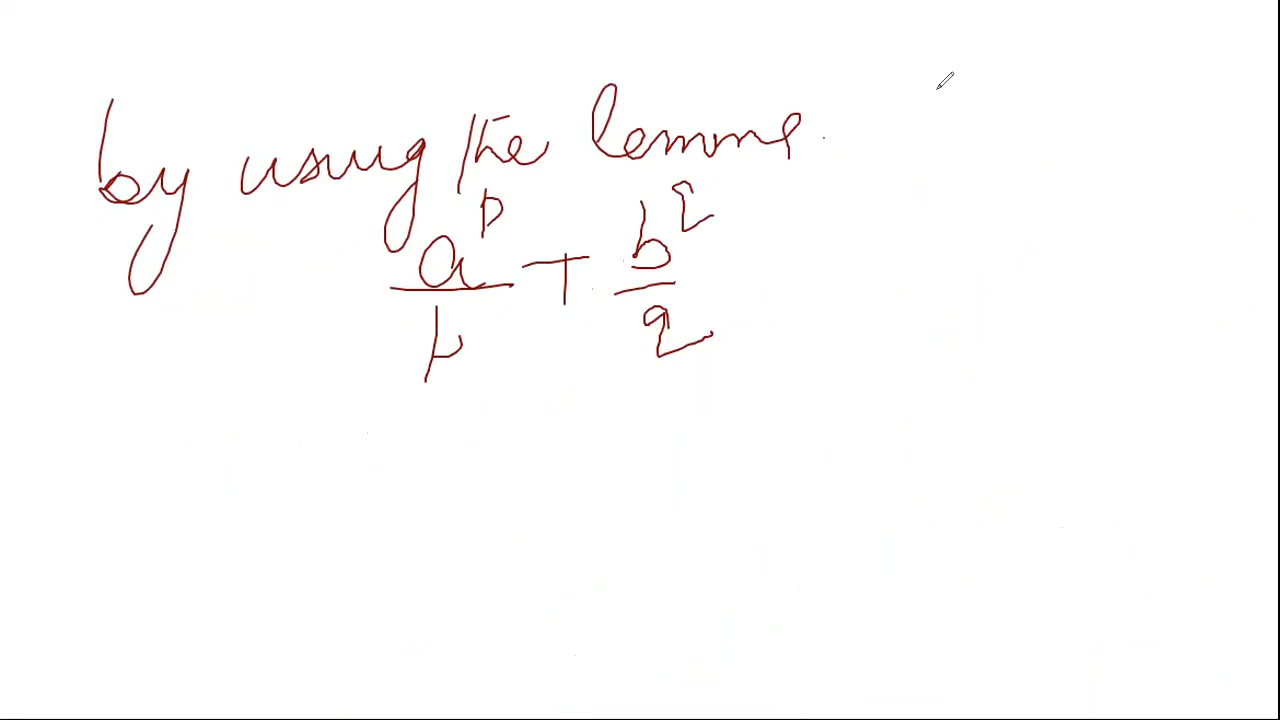 by using the lemma
a^p/p + b^q/q